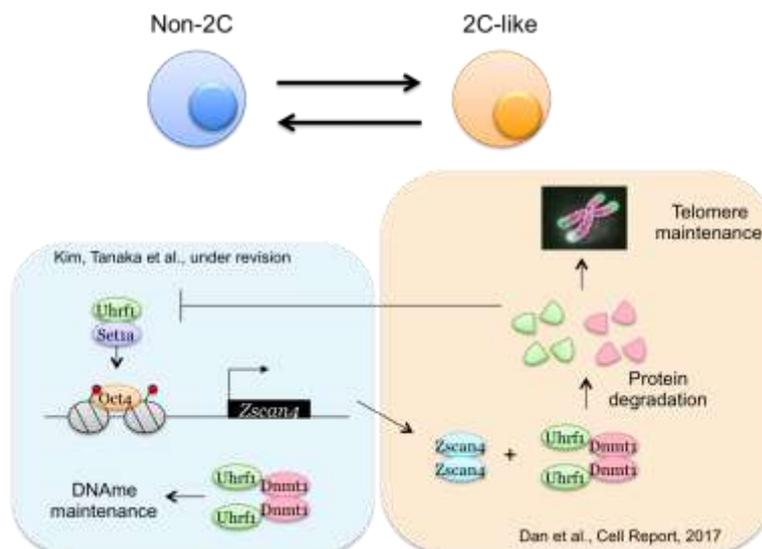 Non-2C
2C-like
Telomere
maintenance
Kim, Tanaka et al., under revision
Uhrf1
Set1a
Oct4
Zscan4
Protein
degradation
Zscan4
Zscan4
+
Uhrf1
Dnmt1
Uhrf1
Dnmt1
DNAme
maintenance
Uhrf1
Dnmt1
Uhrf1
Dnmt1
Dan et al., Cell Report, 2017